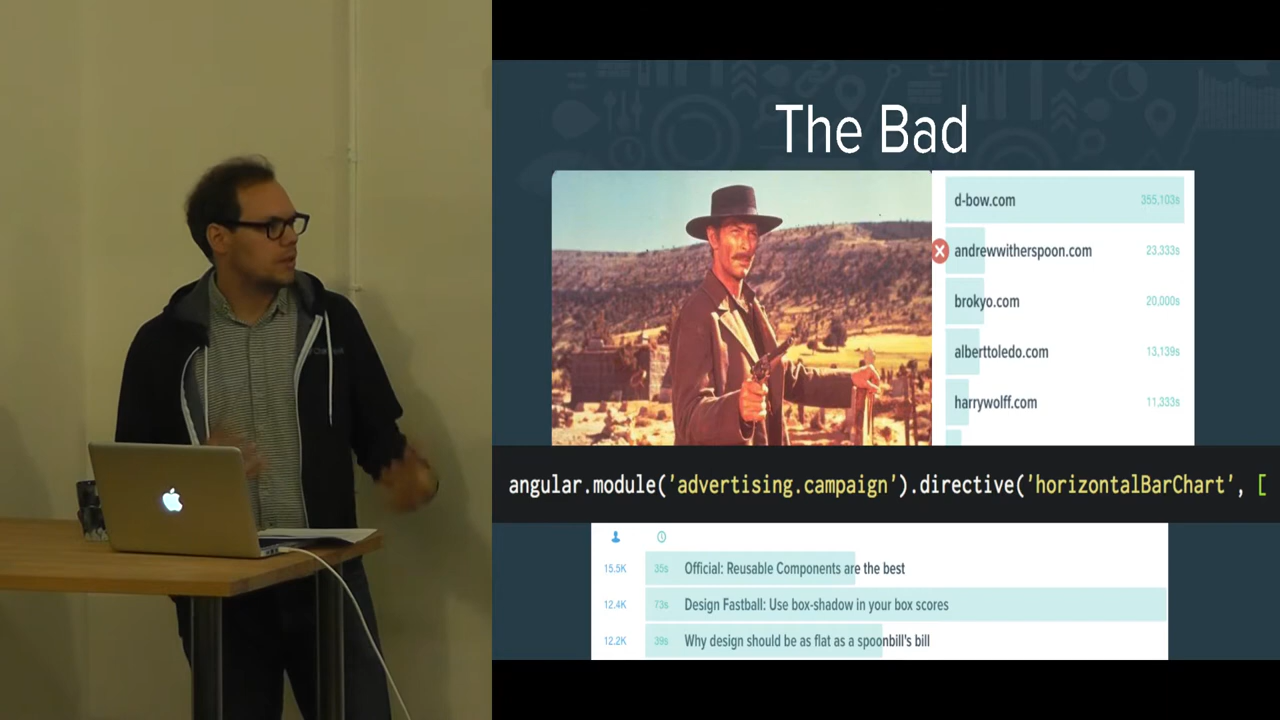 The Bad
d-bow.com 355,103s
andrewwitherspoon.com 23,333s
brokyo.com 20,000s
alberttoledo.com 13,139s
harrywolff.com 11,333s
angular.module('advertising.campaign').directive('horizontalBarChart', [
15.5K 35s Official: Reusable Components are the best
12.4K 73s Design Fastball: Use box-shadow in your box scores
12.2K 39s Why design should be as flat as a spoonbill's bill